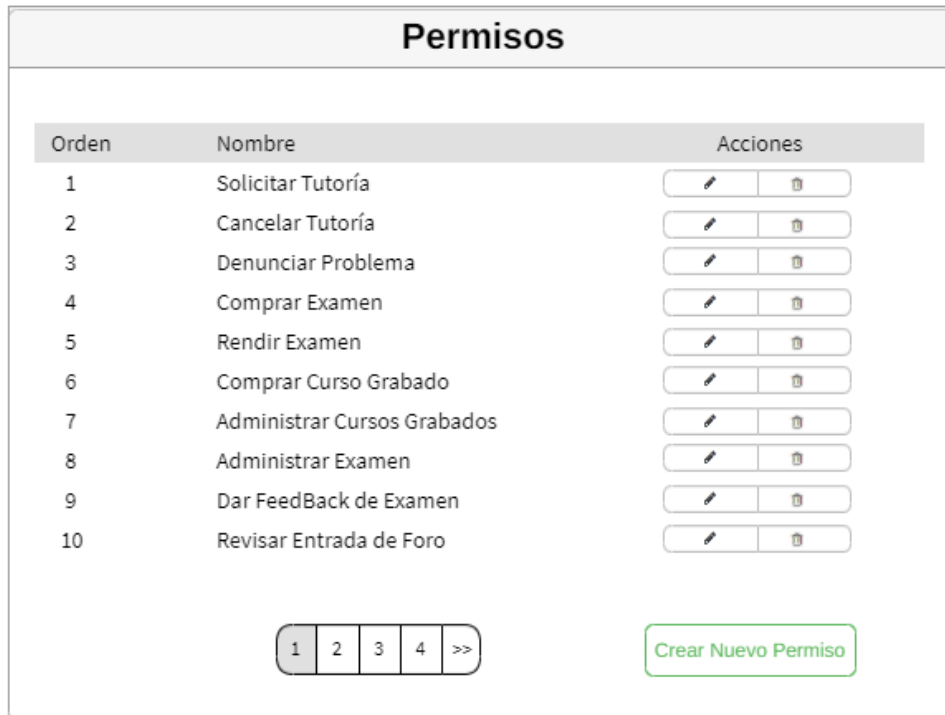 Permisos
Orden Nombre Acciones
1 Solicitar Tutoría
2 Cancelar Tutoría
3 Denunciar Problema
4 Comprar Examen
5 Rendir Examen
6 Comprar Curso Grabado
7 Administrar Cursos Grabados
8 Administrar Examen
9 Dar FeedBack de Examen
10 Revisar Entrada de Foro
1 2 3 4 >> Crear Nuevo Permiso